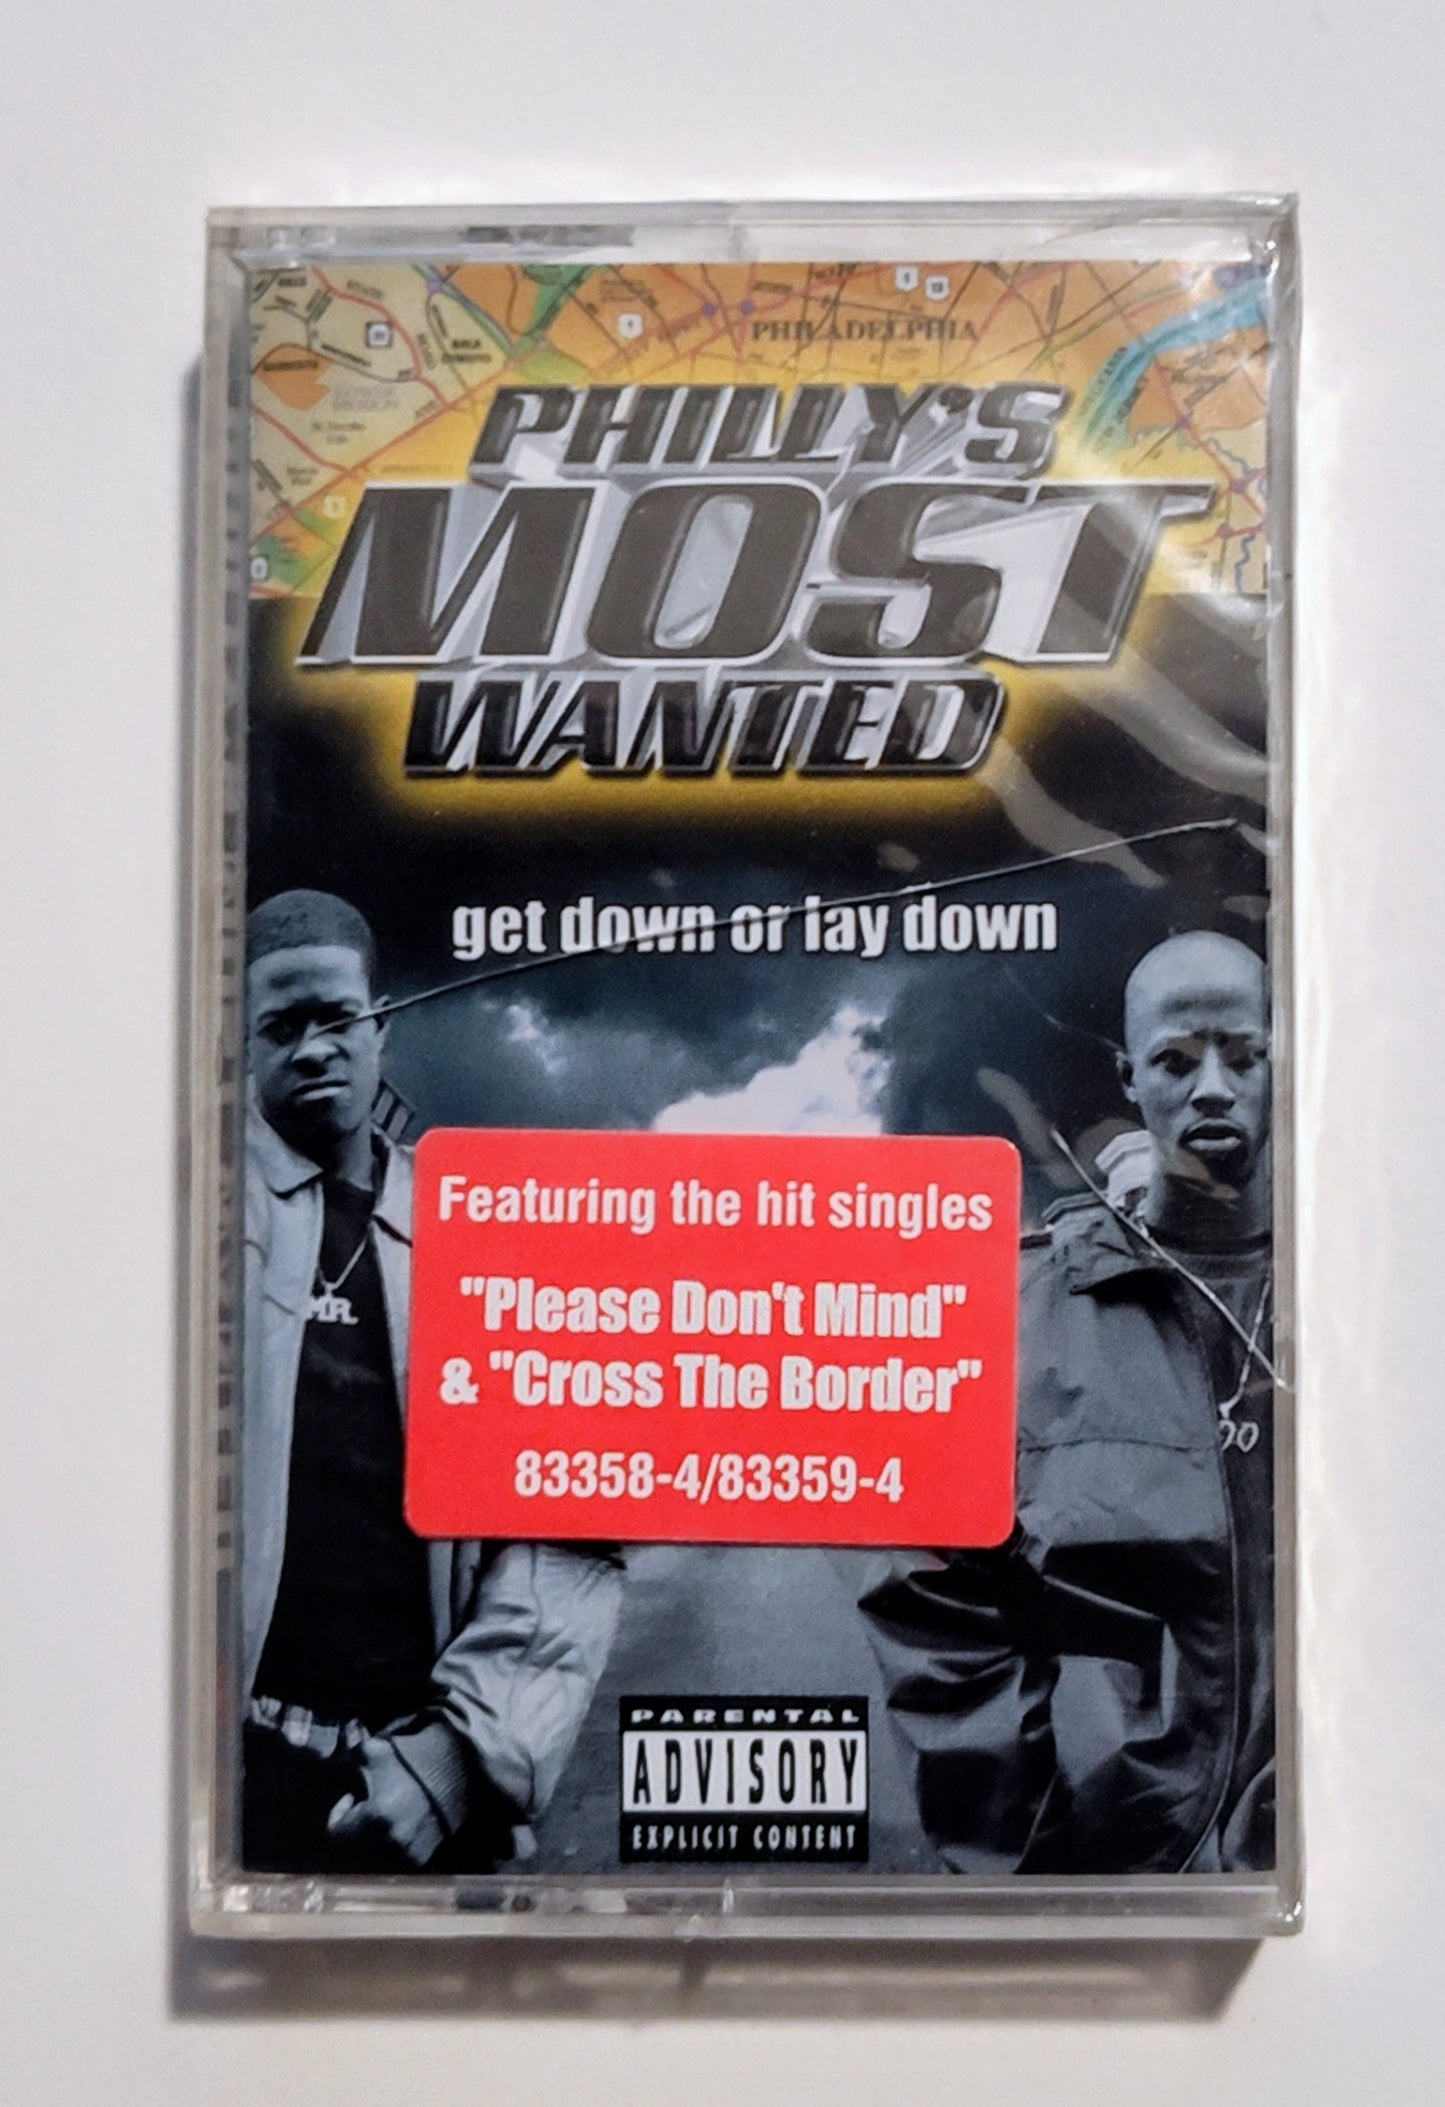 PHILADELPHIA
PHILLY'S
MOST
WANTED
get down or lay down
MR.
Featuring the hit singles
"Please Don't Mind"
& "Cross The Border"
83358-4/83359-4
PARENTAL
ADVISORY
EXPLICIT CONTENT